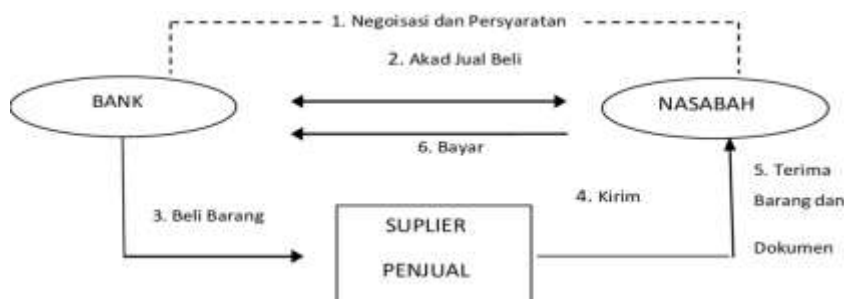 1. Negoisasi dan Persyaratan
2. Akad Jual Beli
BANK
NASABAH
6. Bayar
5. Terima
Barang dan
Dokumen
4. Kirim
3. Beli Barang
SUPLIER
PENJUAL